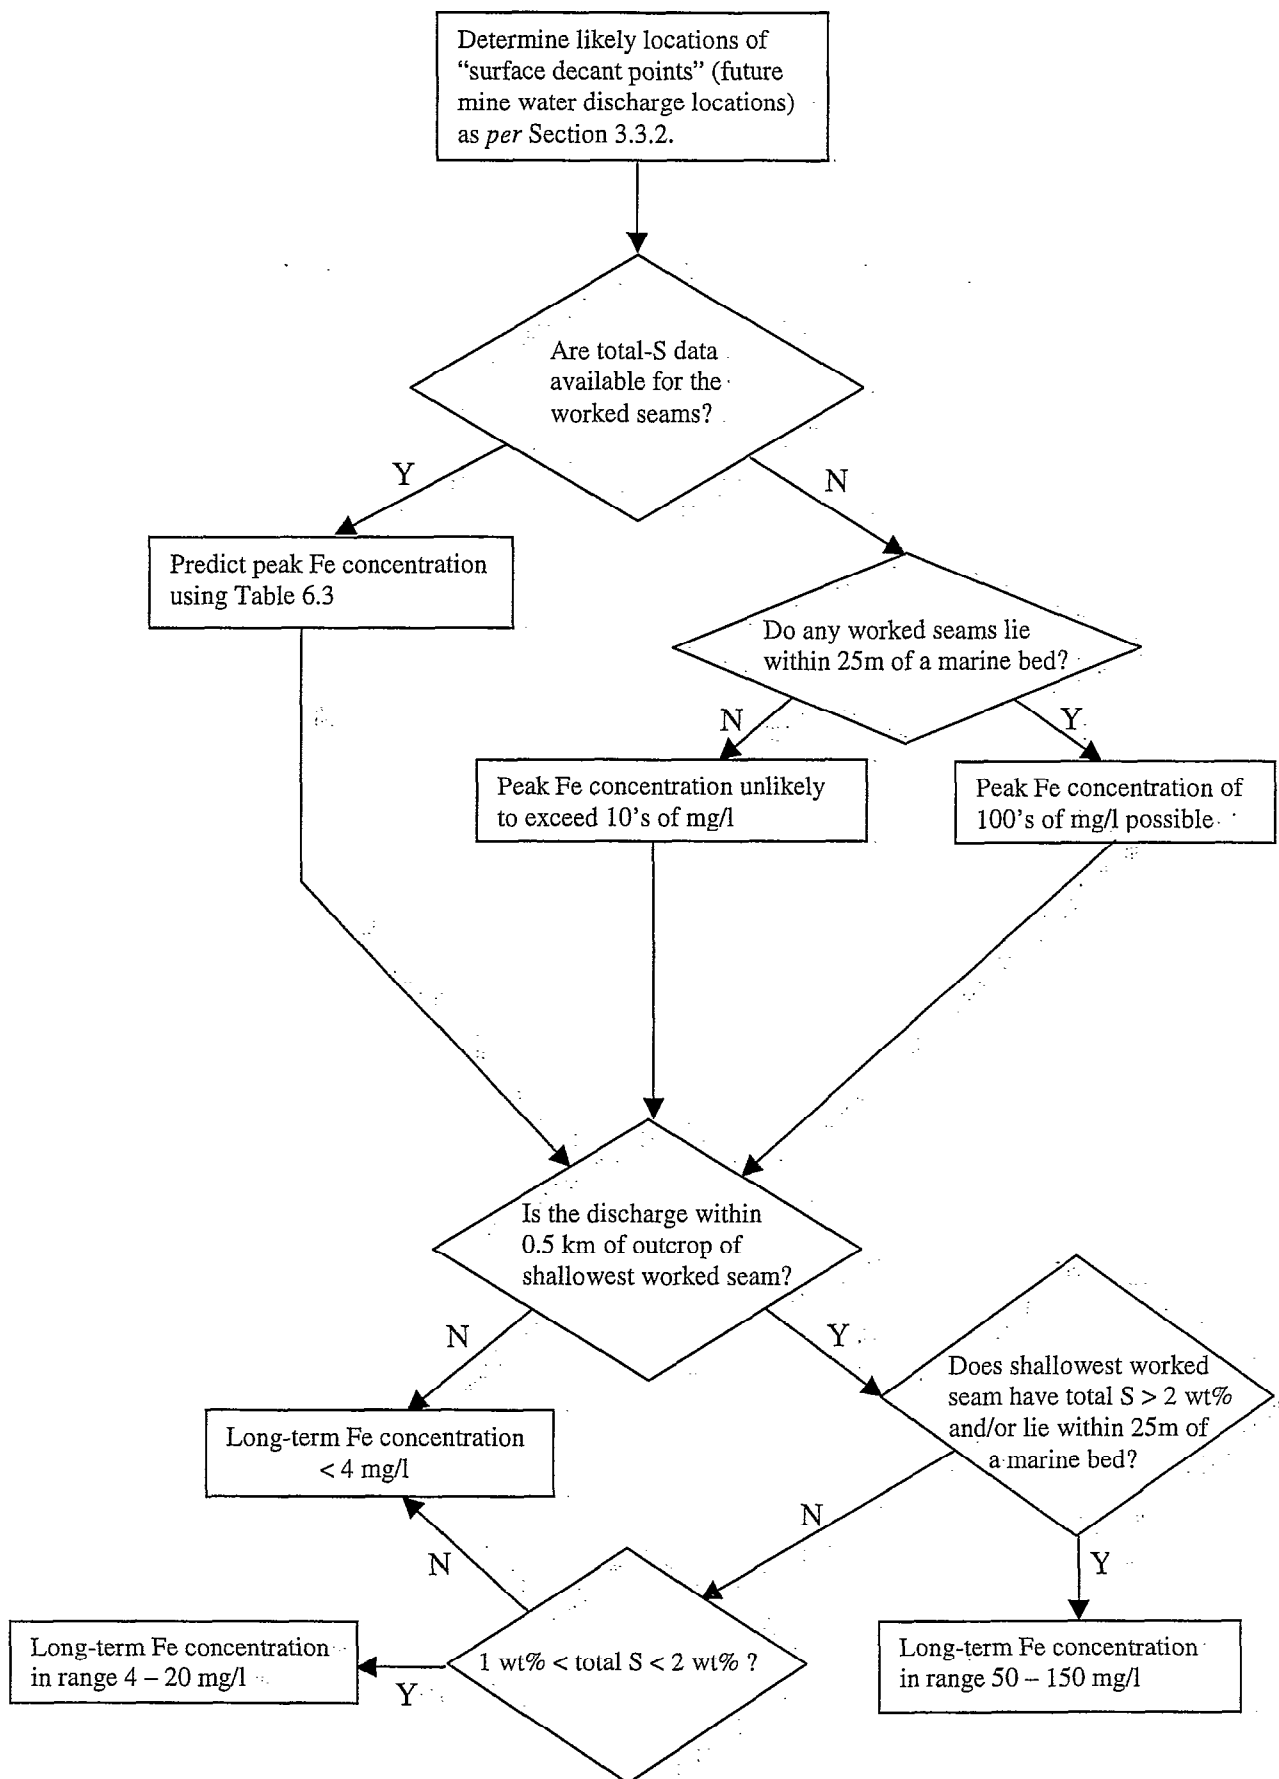 Determine likely locations of
“surface decant points” (future
mine water discharge locations)
as per Section 3.3.2.
Are total-S data
available for the
worked seams?
Y
N
Predict peak Fe concentration
using Table 6.3
Do any worked seams lie
within 25m of a marine bed?
N
Y
Peak Fe concentration unlikely
to exceed 10’s of mg/l
Peak Fe concentration of
100’s of mg/l possible
Is the discharge within
0.5 km of outcrop of
shallowest worked seam?
N
Y
Does shallowest worked
seam have total S > 2 wt%
and/or lie within 25m of
a marine bed?
Long-term Fe concentration
< 4 mg/l
N
Y
N
1 wt% < total S < 2 wt% ?
Y
Long-term Fe concentration
in range 4 – 20 mg/l
Long-term Fe concentration
in range 50 – 150 mg/l